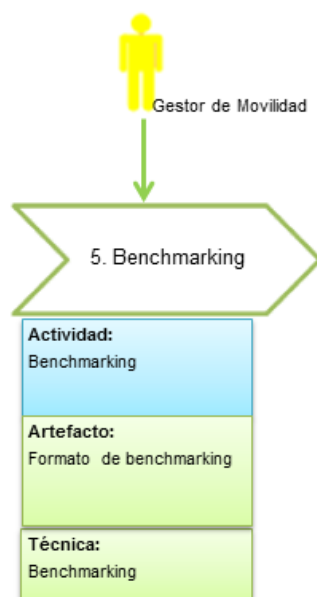 Gestor de Movilidad
5. Benchmarking
Actividad:
Benchmarking
Artefacto:
Formato de benchmarking
Técnica:
Benchmarking